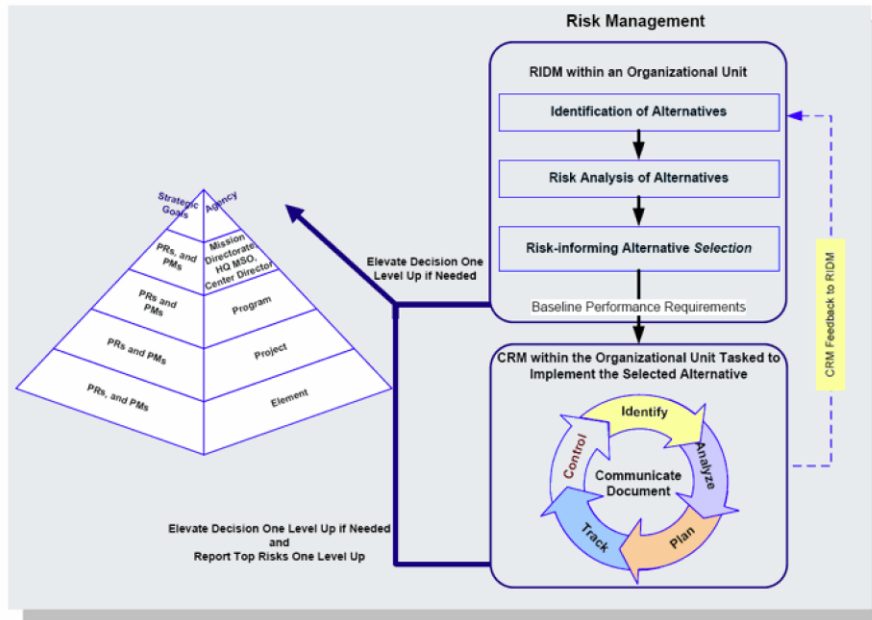 Risk Management
RIDM within an Organizational Unit
Identification of Alternatives
Risk Analysis of Alternatives
Risk-informing Alternative Selection
Baseline Performance Requirements
CRM within the Organizational Unit Tasked to
Implement the Selected Alternative
Identify
Analyze
Plan
Track
Control
Communicate
Document
CRM Feedback to RIDM
Elevate Decision One
Level Up if Needed
Elevate Decision One Level Up if Needed
and
Report Top Risks One Level Up
Strategic
Goals
Agency
PRs, and
PMs
Mission
Directorate,
HQ MSO,
Center Director
PRs and
PMs
Program
PRs and PMs
Project
PRs, and PMs
Element